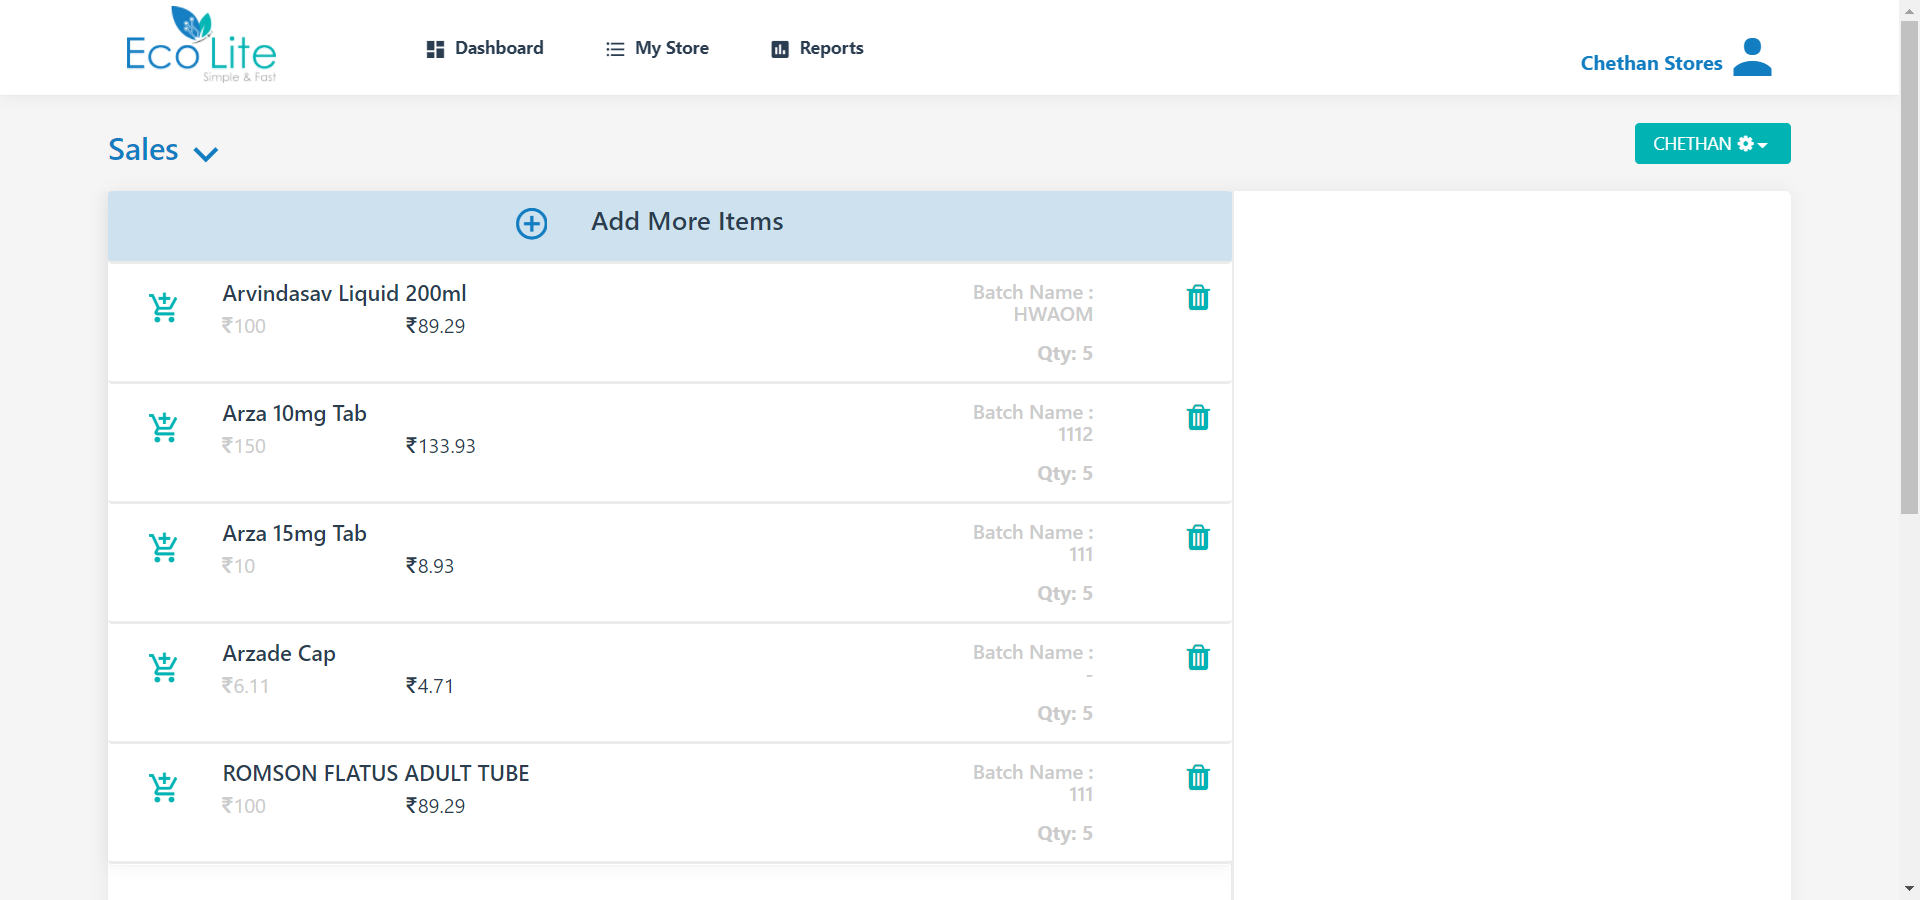 Eco Lite
Simple & Fast
Dashboard
My Store
Reports
Chethan Stores
Sales
CHETHAN
Add More Items
Arvindasav Liquid 200ml
₹100 ₹89.29
Batch Name :
HWAOM
Qty: 5
Arza 10mg Tab
₹150 ₹133.93
Batch Name :
1112
Qty: 5
Arza 15mg Tab
₹10 ₹8.93
Batch Name :
111
Qty: 5
Arzade Cap
₹6.11 ₹4.71
Batch Name :
-
Qty: 5
ROMSON FLATUS ADULT TUBE
₹100 ₹89.29
Batch Name :
111
Qty: 5